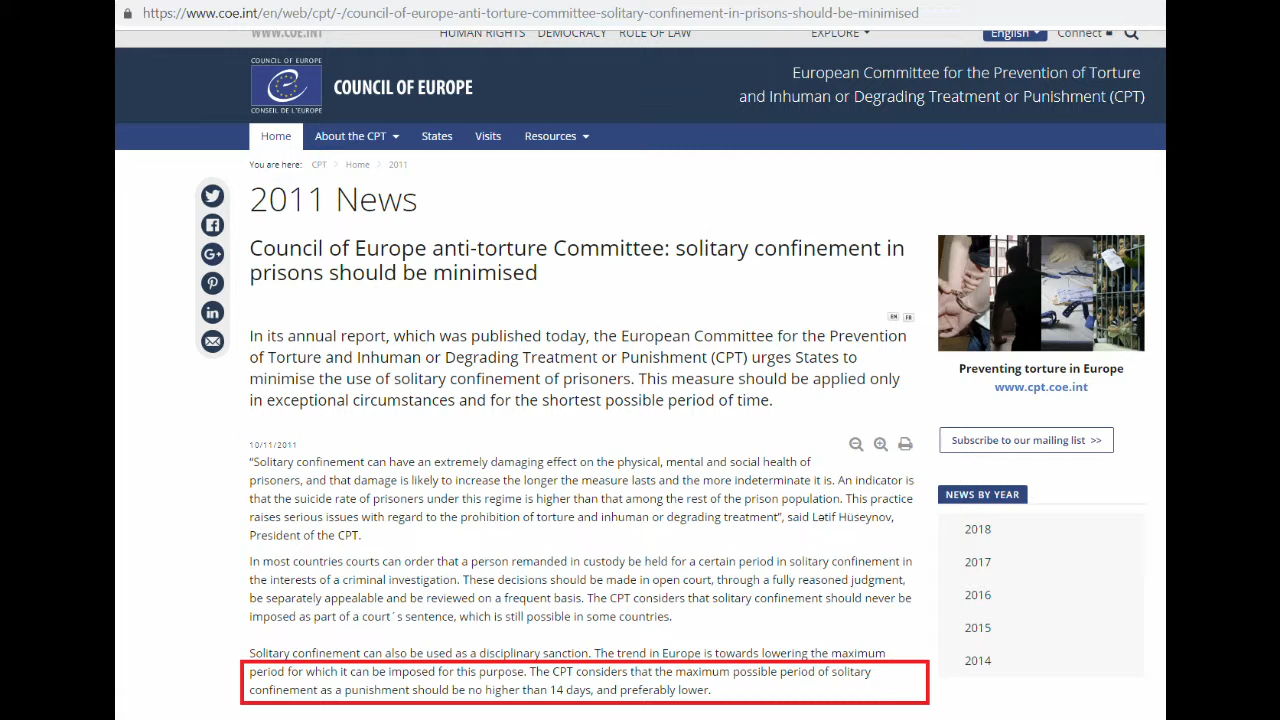 https://www.coe.int/en/web/cpt/-/council-of-europe-anti-torture-committee-solitary-confinement-in-prisons-should-be-minimised
WWW.COE.INT HUMAN RIGHTS DEMOCRACY RULE OF LAW EXPLORE English Connect
COUNCIL OF EUROPE
CONSEIL DE L'EUROPE
COUNCIL OF EUROPE
European Committee for the Prevention of Torture
and Inhuman or Degrading Treatment or Punishment (CPT)
Home About the CPT States Visits Resources
You are here: CPT Home 2011
2011 News
Council of Europe anti-torture Committee: solitary confinement in
prisons should be minimised
EN FR
In its annual report, which was published today, the European Committee for the Prevention
of Torture and Inhuman or Degrading Treatment or Punishment (CPT) urges States to
minimise the use of solitary confinement of prisoners. This measure should be applied only
in exceptional circumstances and for the shortest possible period of time.
10/11/2011
“Solitary confinement can have an extremely damaging effect on the physical, mental and social health of
prisoners, and that damage is likely to increase the longer the measure lasts and the more indeterminate it is. An indicator is
that the suicide rate of prisoners under this regime is higher than that among the rest of the prison population. This practice
raises serious issues with regard to the prohibition of torture and inhuman or degrading treatment”, said Lətif Hüseynov,
President of the CPT.
In most countries courts can order that a person remanded in custody be held for a certain period in solitary confinement in
the interests of a criminal investigation. These decisions should be made in open court, through a fully reasoned judgment,
be separately appealable and be reviewed on a frequent basis. The CPT considers that solitary confinement should never be
imposed as part of a court´s sentence, which is still possible in some countries.
Solitary confinement can also be used as a disciplinary sanction. The trend in Europe is towards lowering the maximum
period for which it can be imposed for this purpose. The CPT considers that the maximum possible period of solitary
confinement as a punishment should be no higher than 14 days, and preferably lower.
Preventing torture in Europe
www.cpt.coe.int
Subscribe to our mailing list >>
NEWS BY YEAR
2018
2017
2016
2015
2014